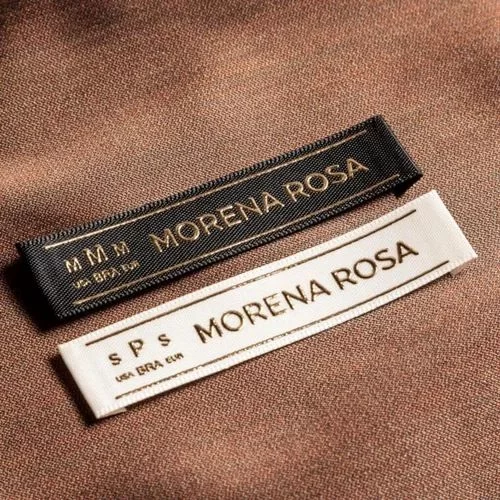 M M M MORENA ROSA
USA BRA EUR
S P S MORENA ROSA
USA BRA EUR